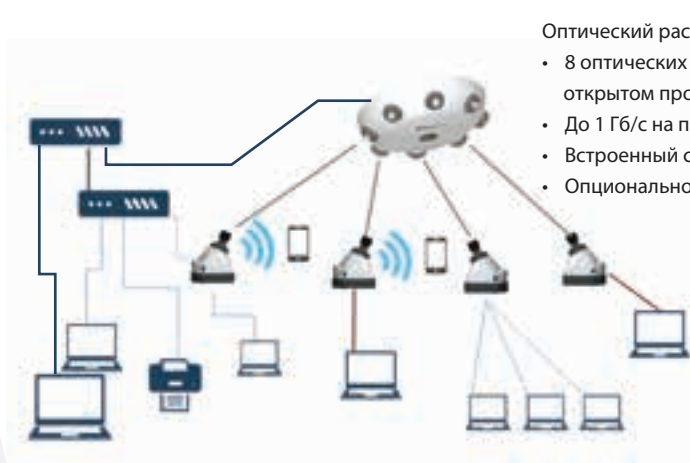 Оптический рас
• 8 оптических
открытом про
• До 1 Гб/с на п
• Встроенный с
• Опционально